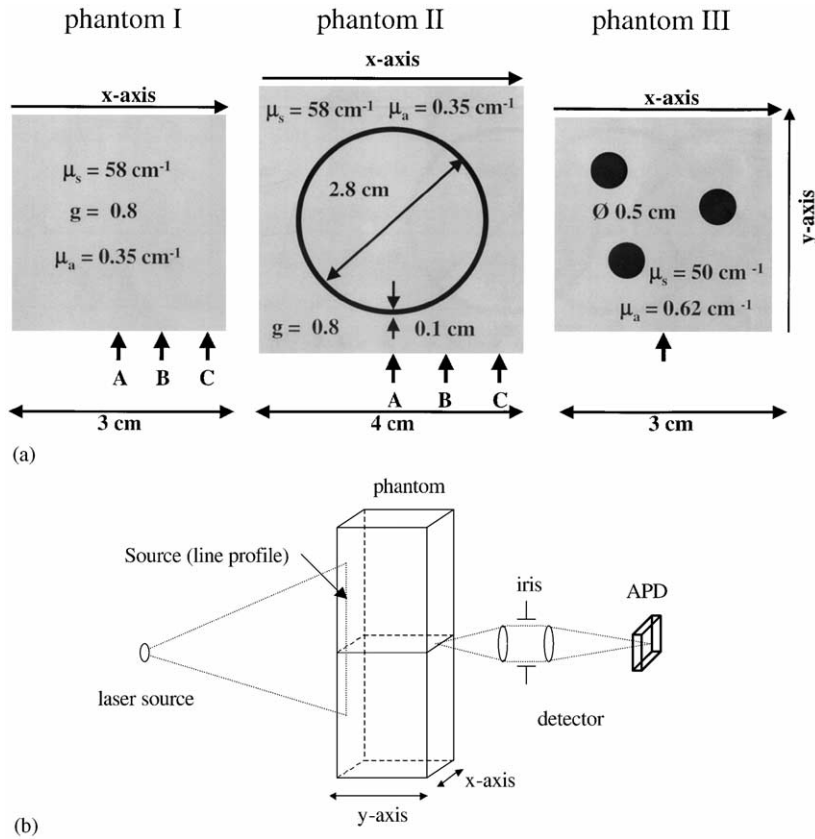 phantom I
phantom II
phantom III
x-axis
μs = 58 cm-1
g = 0.8
μa = 0.35 cm-1
A B C
3 cm
x-axis
μs = 58 cm-1 μa = 0.35 cm-1
2.8 cm
g = 0.8
0.1 cm
A B C
4 cm
x-axis
y-axis
Ø 0.5 cm
μs = 50 cm -1
μa = 0.62 cm -1
3 cm
(a)
phantom
Source (line profile)
iris
APD
laser source
detector
x-axis
y-axis
(b)